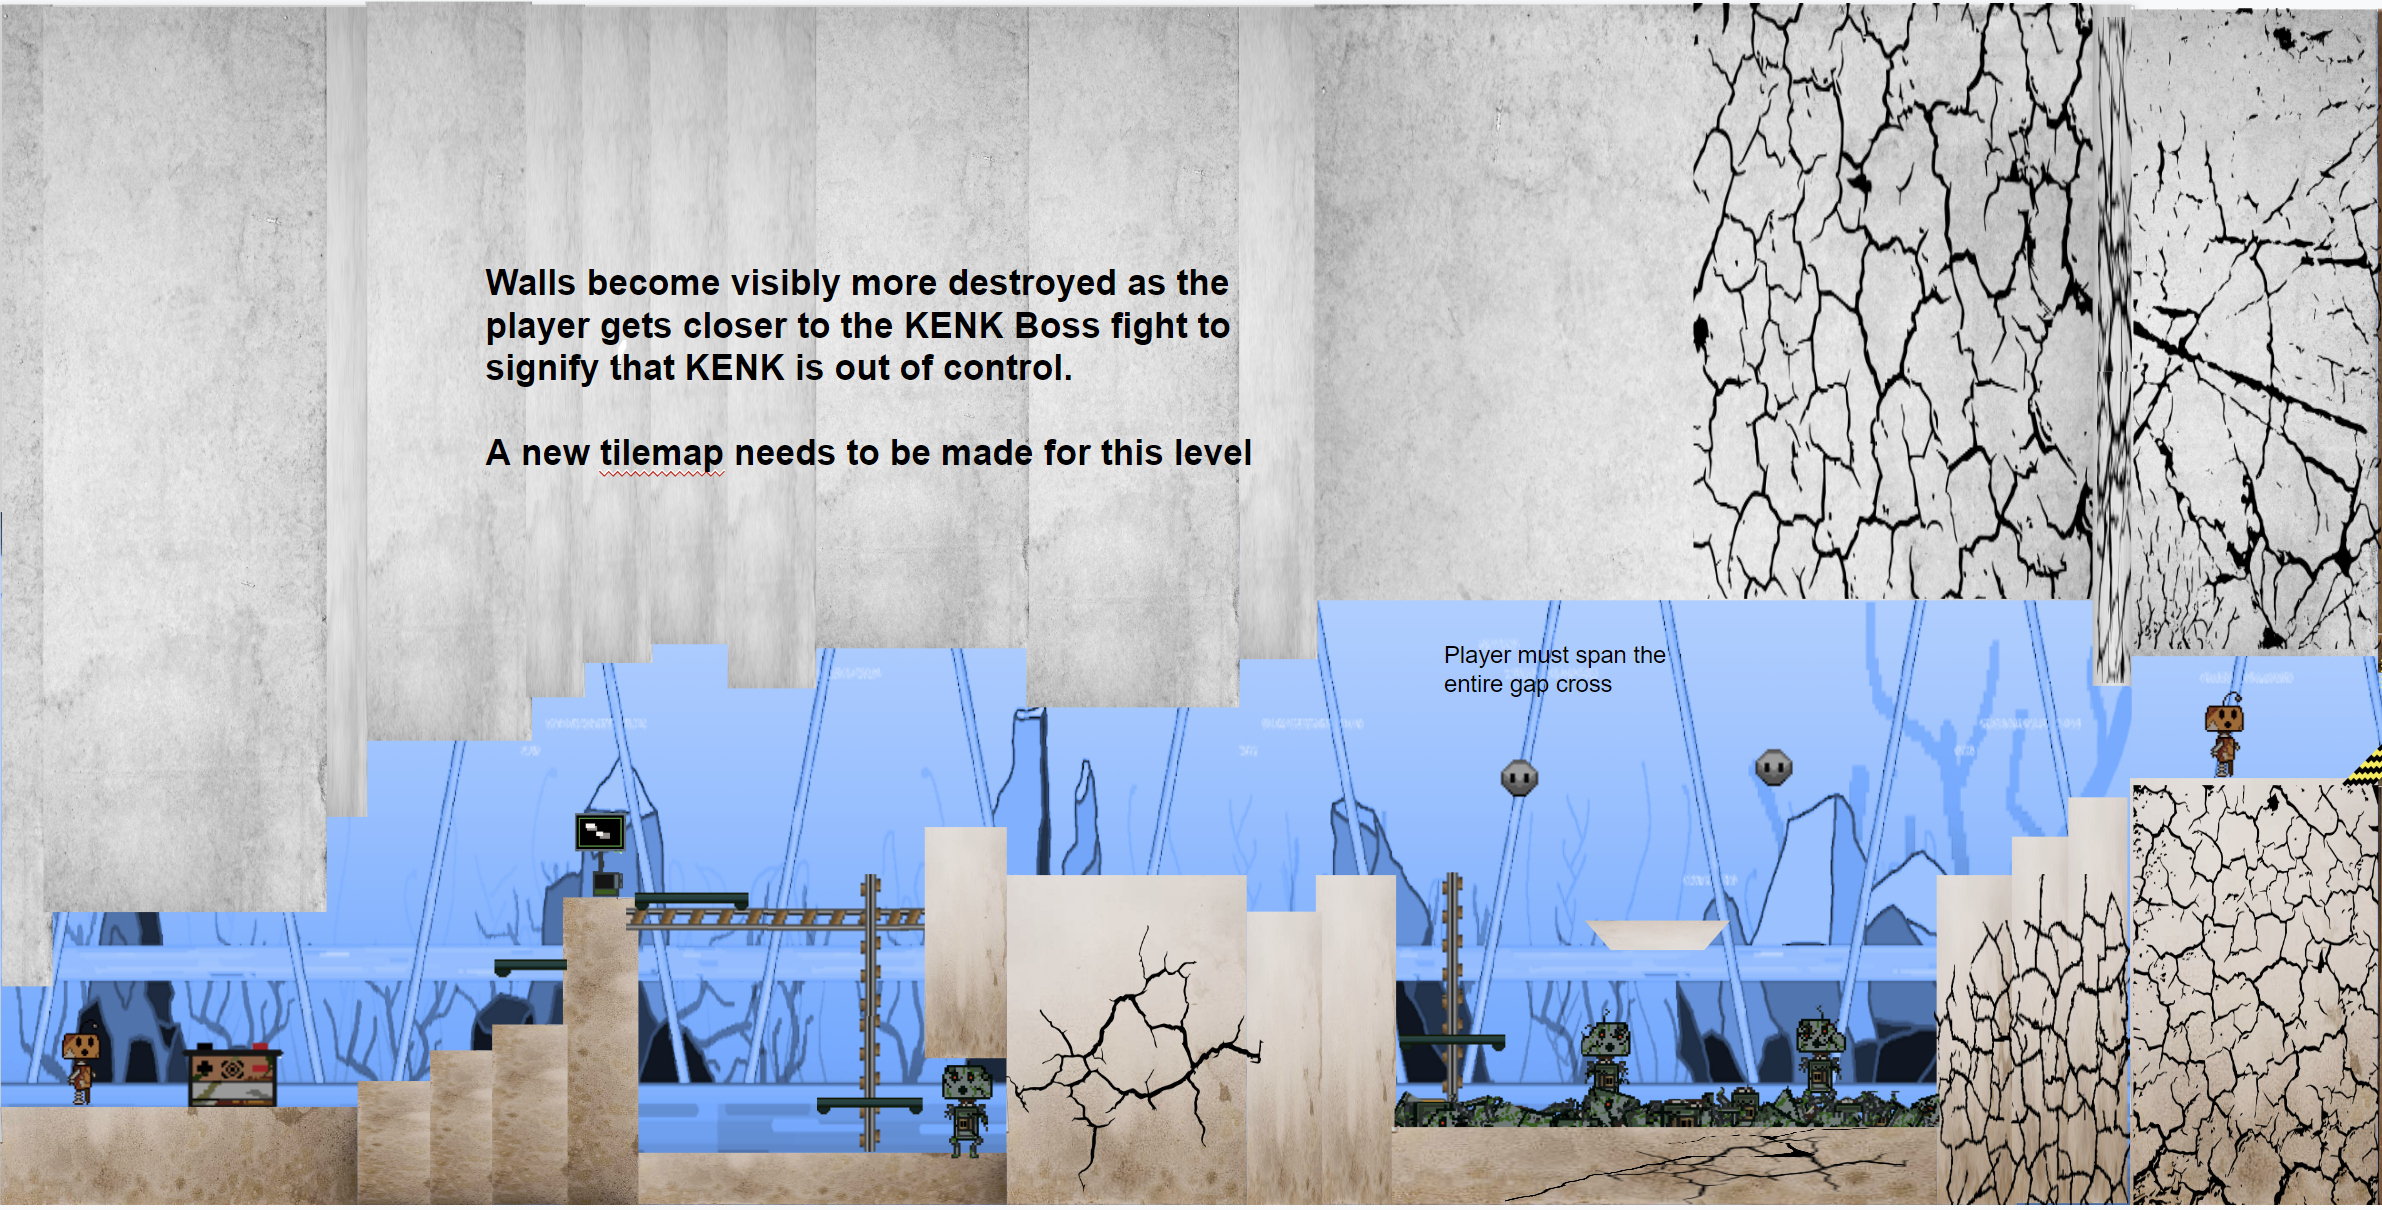 Walls become visibly more destroyed as the
player gets closer to the KENK Boss fight to
signify that KENK is out of control.
A new tilemap needs to be made for this level
Player must span the
entire gap cross